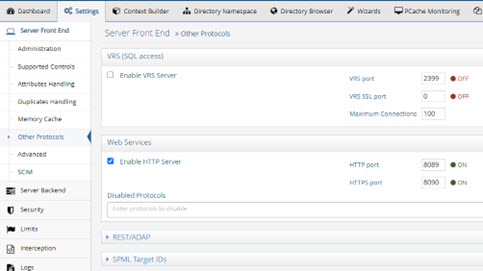 Dashboard Settings Context Builder Directory Namespace Directory Browser Wizards PCache Monitoring
Server Front End
Administration
Supported Controls
Attributes Handling
Duplicates Handling
Memory Cache
Other Protocols
Advanced
SCIM
Server Backend
Security
Limits
Interception
Logs
Server Front End » Other Protocols
VRS (SQL access)
Enable VRS Server
VRS port 2399 OFF
VRS SSL port 0 OFF
Maximum Connections 100
Web Services
Enable HTTP Server
HTTP port 8089 ON
HTTPS port 8090 ON
Disabled Protocols
Enter protocols to disable
REST/ADAP
SPML Target IDs